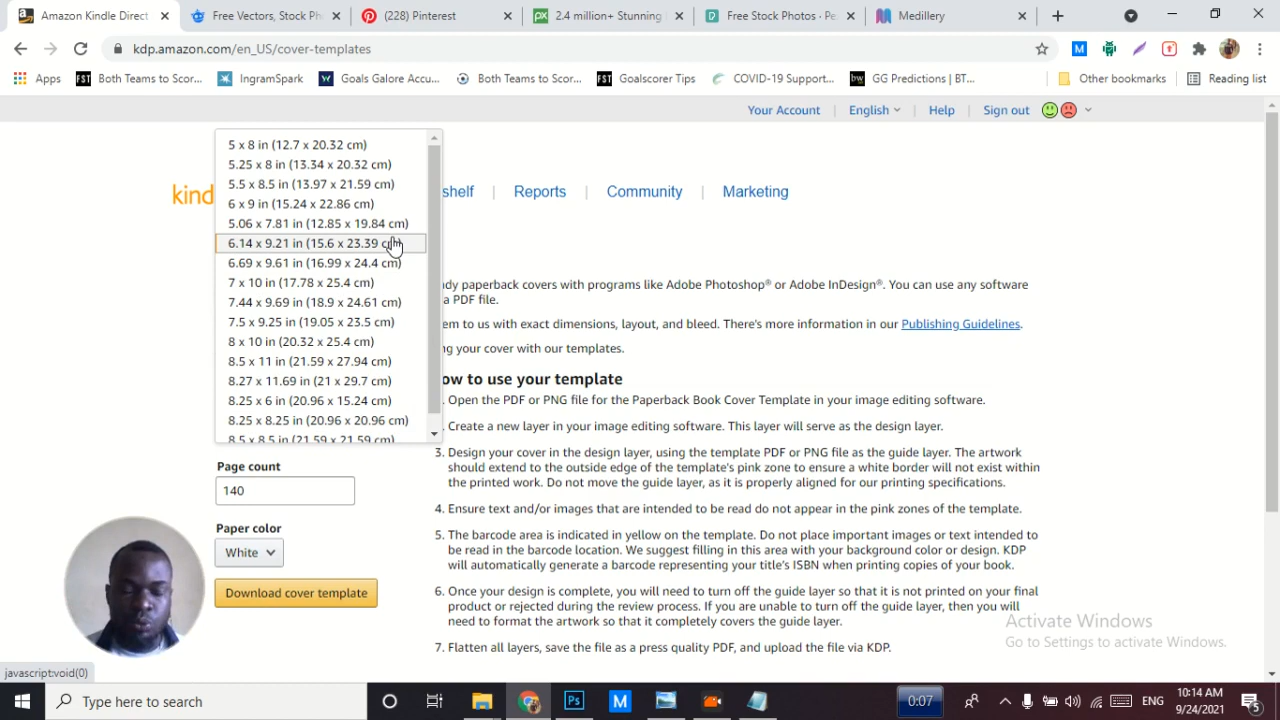 Amazon Kindle Direct
Free Vectors, Stock Ph
(228) Pinterest
2.4 million+ Stunning
Free Stock Photos · Pe
Medillery
kdp.amazon.com/en_US/cover-templates
Apps
Both Teams to Scor...
IngramSpark
Goals Galore Accu...
Both Teams to Scor...
Goalscorer Tips
COVID-19 Support...
GG Predictions | BT...
Other bookmarks
Reading list
Your Account
English
Help
Sign out
kind
shelf
Reports
Community
Marketing
5 x 8 in (12.7 x 20.32 cm)
5.25 x 8 in (13.34 x 20.32 cm)
5.5 x 8.5 in (13.97 x 21.59 cm)
6 x 9 in (15.24 x 22.86 cm)
5.06 x 7.81 in (12.85 x 19.84 cm)
6.14 x 9.21 in (15.6 x 23.39 cm)
6.69 x 9.61 in (16.99 x 24.4 cm)
7 x 10 in (17.78 x 25.4 cm)
7.44 x 9.69 in (18.9 x 24.61 cm)
7.5 x 9.25 in (19.05 x 23.5 cm)
8 x 10 in (20.32 x 25.4 cm)
8.5 x 11 in (21.59 x 27.94 cm)
8.27 x 11.69 in (21 x 29.7 cm)
8.25 x 6 in (20.96 x 15.24 cm)
8.25 x 8.25 in (20.96 x 20.96 cm)
8.5 x 8.5 in (21.59 x 21.59 cm)
Page count
140
Paper color
White
Download cover template
dy paperback covers with programs like Adobe Photoshop® or Adobe InDesign®. You can use any software
a PDF file.
em to us with exact dimensions, layout, and bleed. There's more information in our Publishing Guidelines.
g your cover with our templates.
ow to use your template
. Open the PDF or PNG file for the Paperback Book Cover Template in your image editing software.
. Create a new layer in your image editing software. This layer will serve as the design layer.
3. Design your cover in the design layer, using the template PDF or PNG file as the guide layer. The artwork
should extend to the outside edge of the template's pink zone to ensure a white border will not exist within
the printed work. Do not move the guide layer, as it is properly aligned for our printing specifications.
4. Ensure text and/or images that are intended to be read do not appear in the pink zones of the template.
5. The barcode area is indicated in yellow on the template. Do not place important images or text intended to
be read in the barcode location. We suggest filling in this area with your background color or design. KDP
will automatically generate a barcode representing your title's ISBN when printing copies of your book.
6. Once your design is complete, you will need to turn off the guide layer so that it is not printed on your final
product or rejected during the review process. If you are unable to turn off the guide layer, then you will
need to format the artwork so that it completely covers the guide layer.
7. Flatten all layers, save the file as a press quality PDF, and upload the file via KDP.
Activate Windows
Go to Settings to activate Windows.
javascript:void(0)
Type here to search
0:07
ENG
10:14 AM
9/24/2021
5